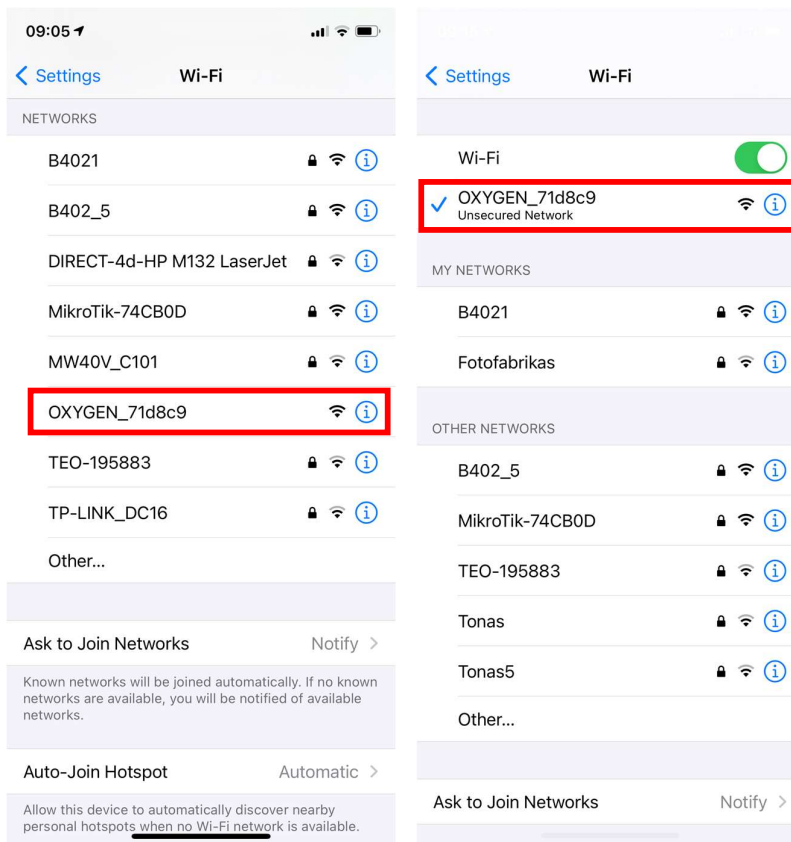 09:05
Settings
Wi-Fi
NETWORKS
B4021
B402_5
DIRECT-4d-HP M132 LaserJet
MikroTik-74CB0D
MW40V_C101
OXYGEN_71d8c9
TEO-195883
TP-LINK_DC16
Other...
Ask to Join Networks
Notify
Known networks will be joined automatically. If no known
networks are available, you will be notified of available
networks.
Auto-Join Hotspot
Automatic
Allow this device to automatically discover nearby
personal hotspots when no Wi-Fi network is available.
Settings
Wi-Fi
Wi-Fi
OXYGEN_71d8c9
Unsecured Network
MY NETWORKS
B4021
Fotofabrikas
OTHER NETWORKS
B402_5
MikroTik-74CB0D
TEO-195883
Tonas
Tonas5
Other...
Ask to Join Networks
Notify